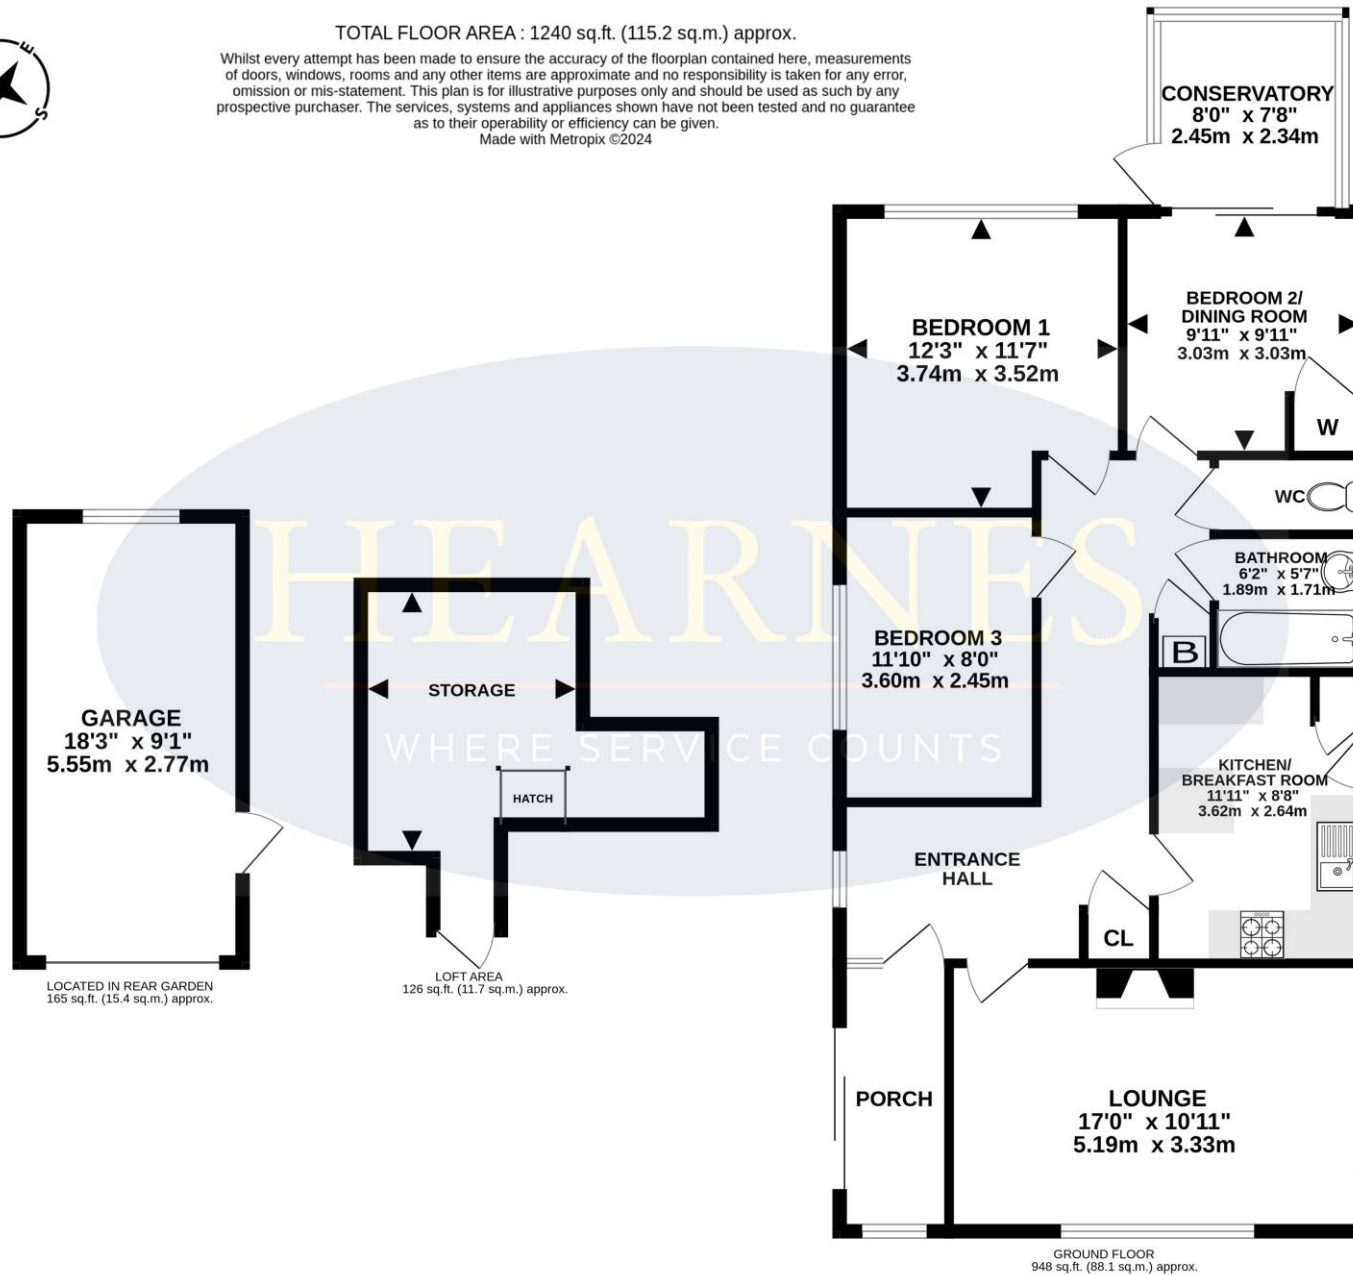 TOTAL FLOOR AREA : 1240 sq.ft. (115.2 sq.m.) approx.
Whilst every attempt has been made to ensure the accuracy of the floorplan contained here, measurements
of doors, windows, rooms and any other items are approximate and no responsibility is taken for any error,
omission or mis-statement. This plan is for illustrative purposes only and should be used as such by any
prospective purchaser. The services, systems and appliances shown have not been tested and no guarantee
as to their operability or efficiency can be given.
Made with Metropix ©2024
E
S
CONSERVATORY
8'0" x 7'8"
2.45m x 2.34m
BEDROOM 1
12'3" x 11'7"
3.74m x 3.52m
BEDROOM 2/
DINING ROOM
9'11" x 9'11"
3.03m x 3.03m
W
WC
BATHROOM
6'2" x 5'7"
1.89m x 1.71m
B
HEARNES
WHERE SERVICE COUNTS
BEDROOM 3
11'10" x 8'0"
3.60m x 2.45m
KITCHEN/
BREAKFAST ROOM
11'11" x 8'8"
3.62m x 2.64m
GARAGE
18'3" x 9'1"
5.55m x 2.77m
LOCATED IN REAR GARDEN
165 sq.ft. (15.4 sq.m.) approx.
STORAGE
HATCH
LOFT AREA
126 sq.ft. (11.7 sq.m.) approx.
ENTRANCE
HALL
CL
PORCH
LOUNGE
17'0" x 10'11"
5.19m x 3.33m
GROUND FLOOR
948 sq.ft. (88.1 sq.m.) approx.